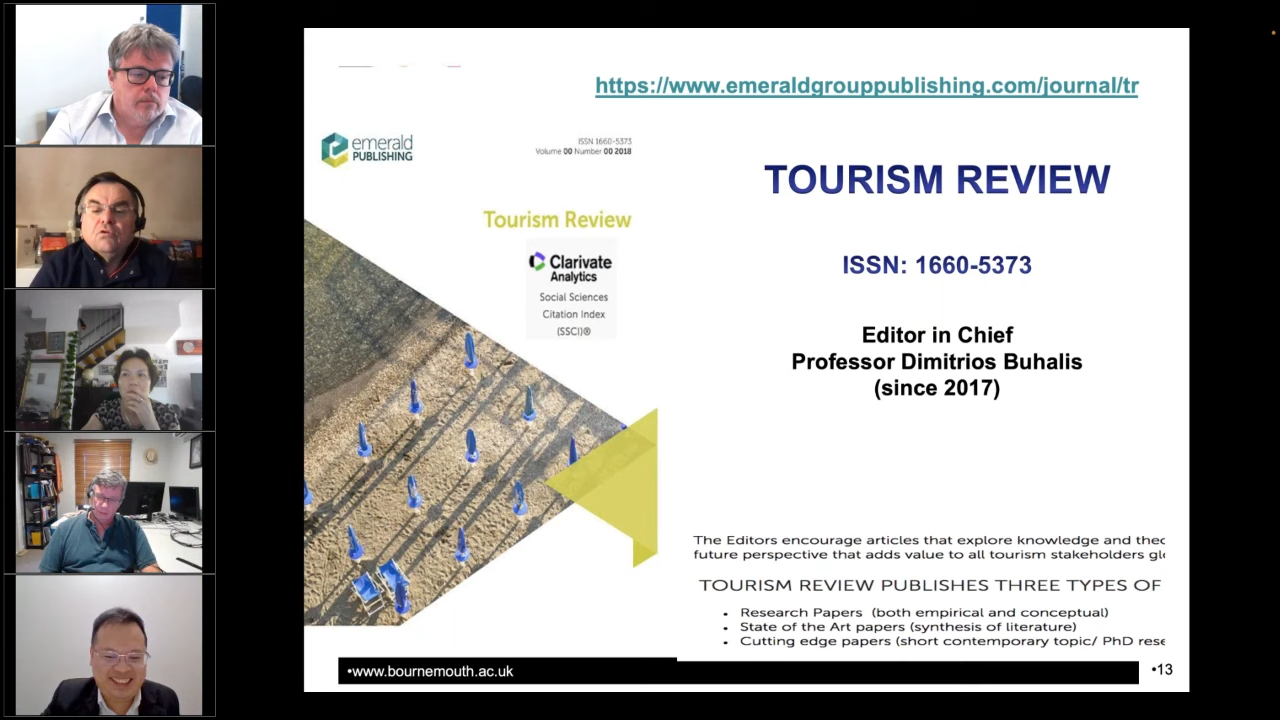 https://www.emeraldgrouppublishing.com/journal/tr
emerald
PUBLISHING
ISSN 1660-5373
Volume 00 Number 00 2018
Tourism Review
Clarivate
Analytics
Social Sciences
Citation Index
(SSCI)®
TOURISM REVIEW
ISSN: 1660-5373
Editor in Chief
Professor Dimitrios Buhalis
(since 2017)
The Editors encourage articles that explore knowledge and
future perspective that adds value to all tourism stakeholders
TOURISM REVIEW PUBLISHES THREE TYPES OF
• Research Papers (both empirical and conceptual)
• State of the Art papers (synthesis of literature)
• Cutting edge papers (short contemporary topic/ PhD
•www.bournemouth.ac.uk
•13